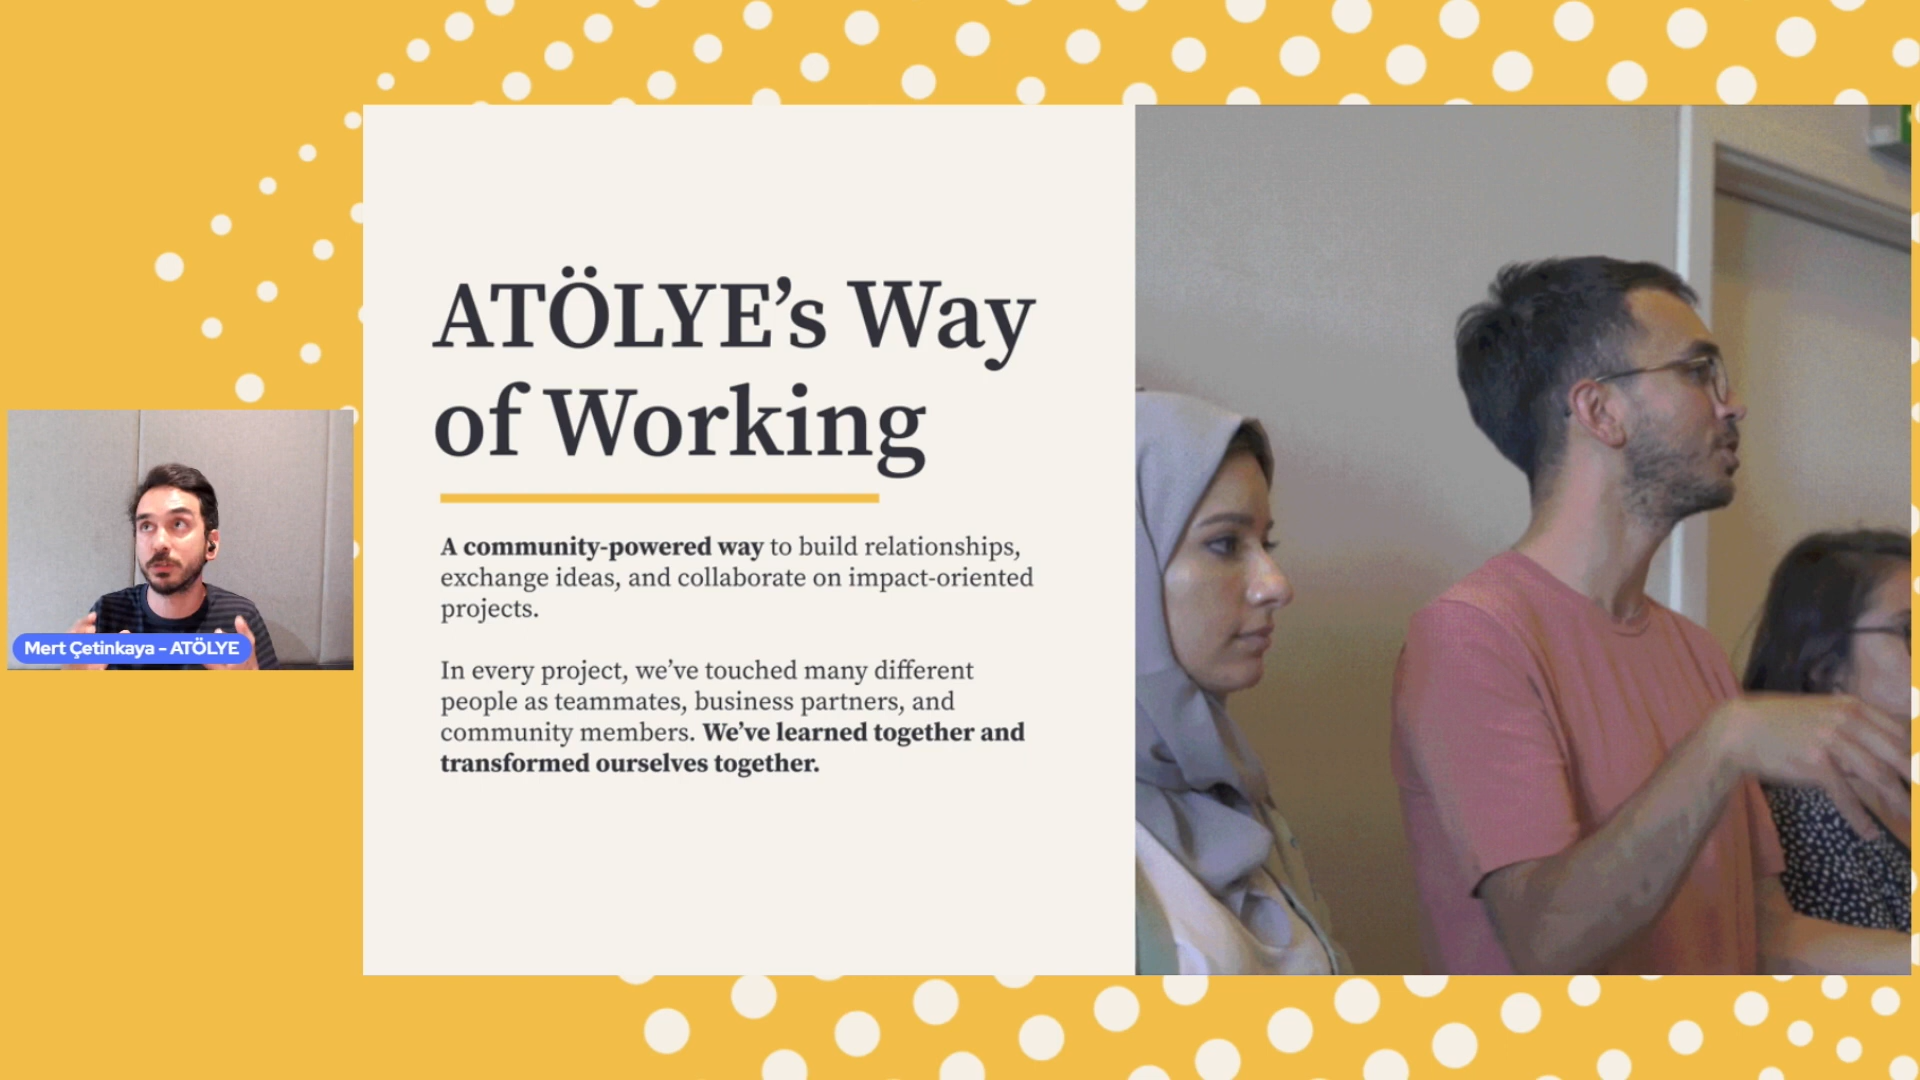 ATÖLYE’s Way
of Working
A community-powered way to build relationships,
exchange ideas, and collaborate on impact-oriented
projects.
In every project, we’ve touched many different
people as teammates, business partners, and
community members. We’ve learned together and
transformed ourselves together.
Mert Çetinkaya – ATÖLYE